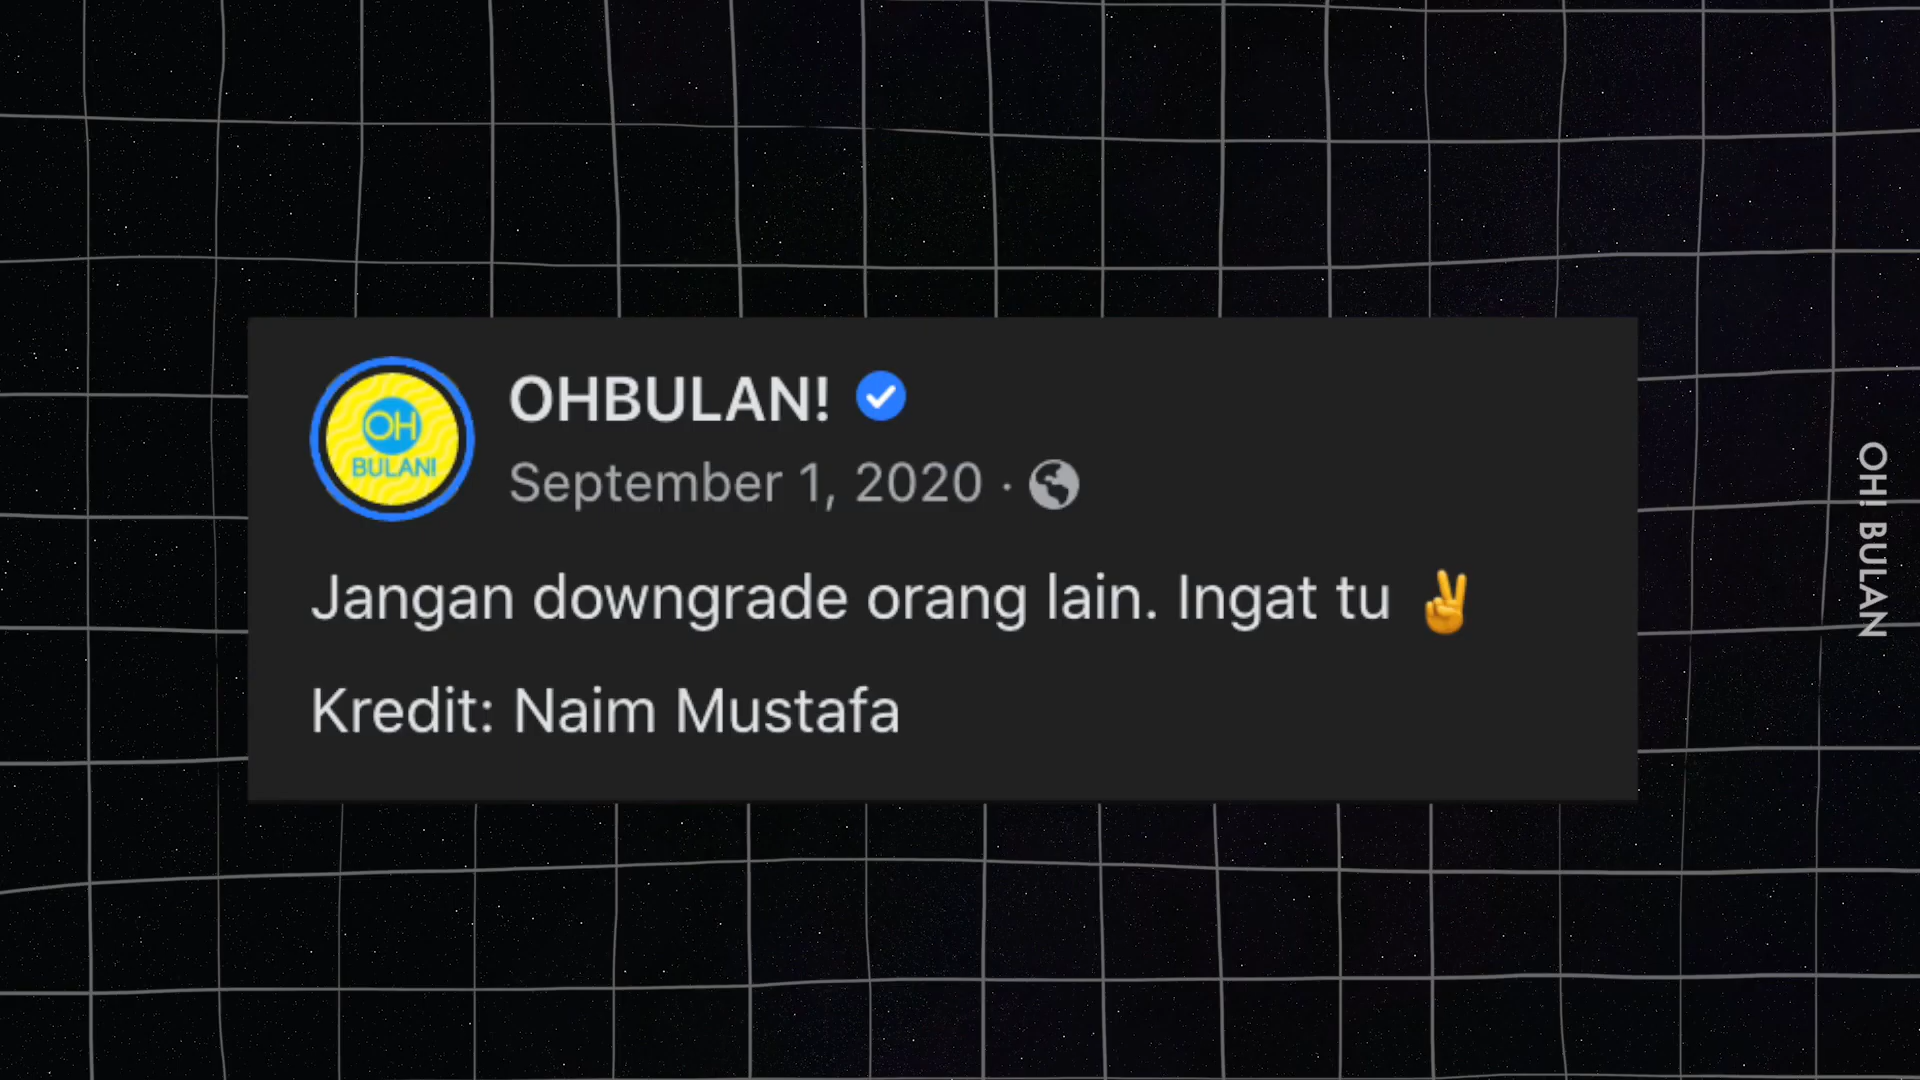 OH
BULAN!
OHBULAN!
September 1, 2020 ·
Jangan downgrade orang lain. Ingat tu ✌️
Kredit: Naim Mustafa
OH! BULAN